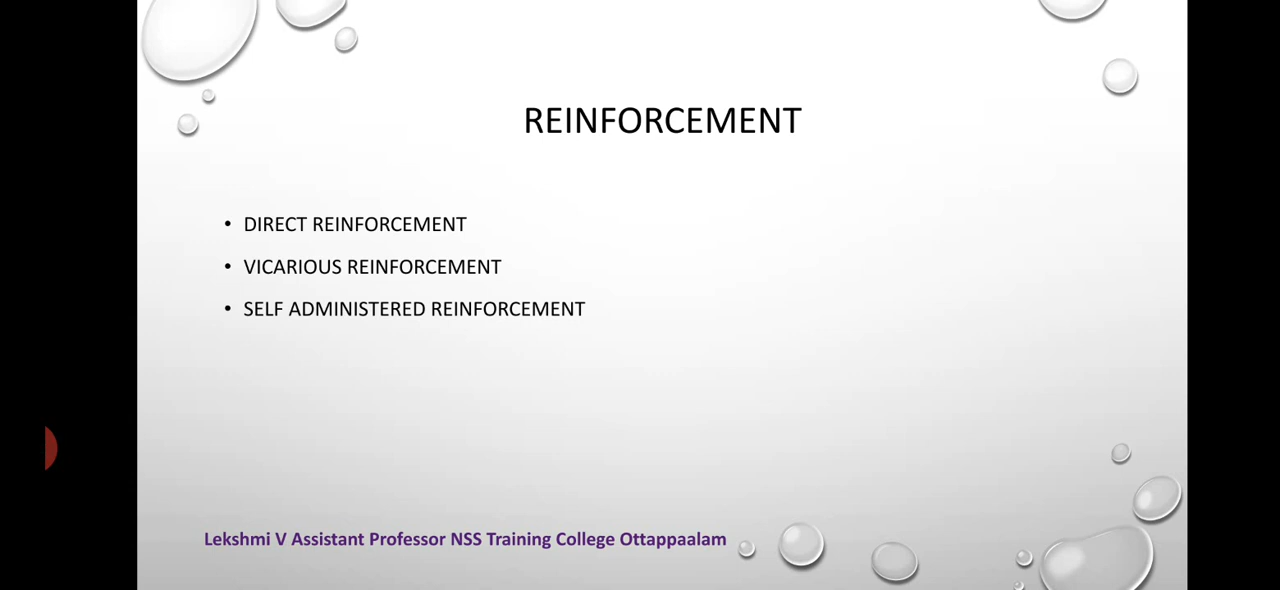 REINFORCEMENT
• DIRECT REINFORCEMENT
• VICARIOUS REINFORCEMENT
• SELF ADMINISTERED REINFORCEMENT
Lekshmi V Assistant Professor NSS Training College Ottappaalam